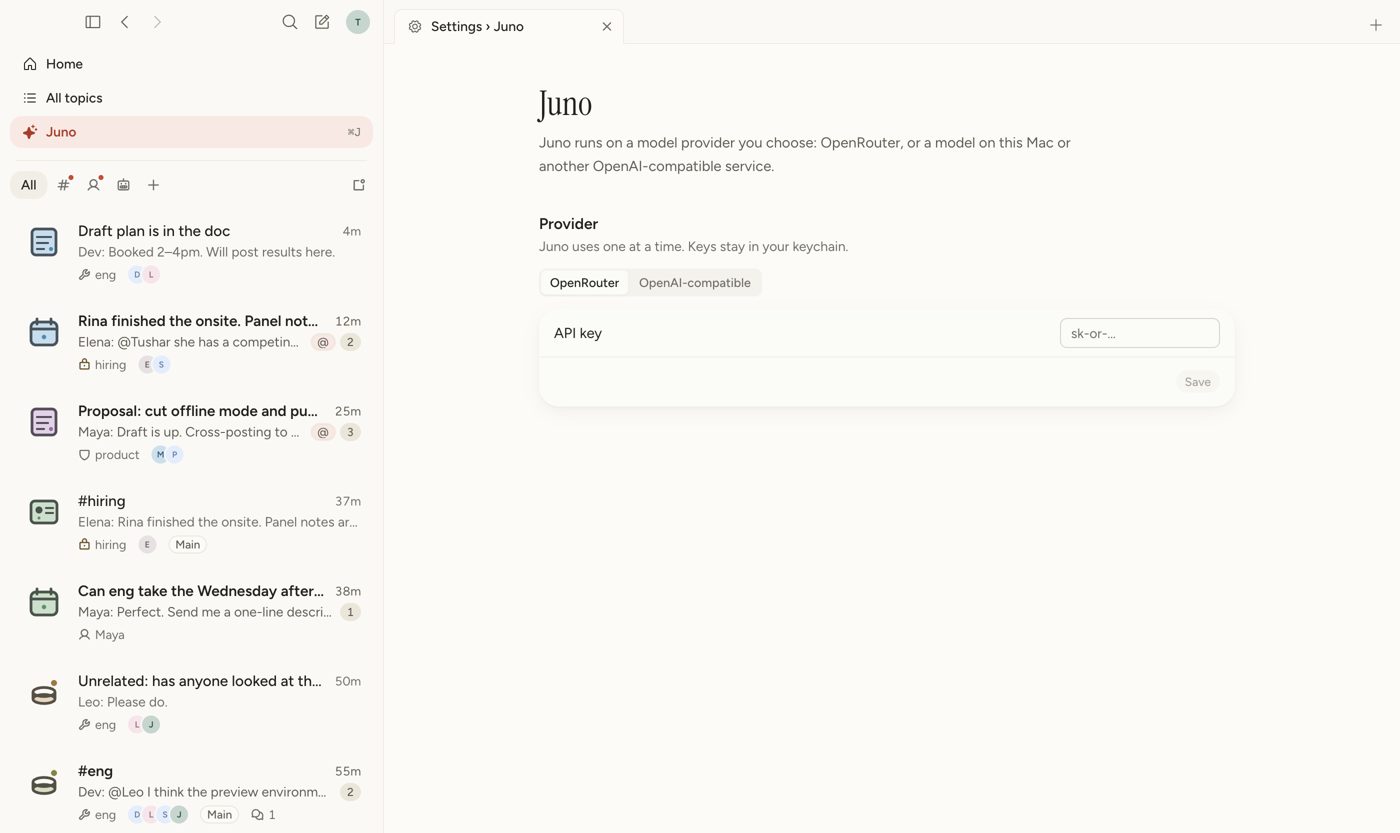 T
Settings › Juno
Home
All topics
Juno
⌘J
All
Draft plan is in the doc
4m
Dev: Booked 2–4pm. Will post results here.
eng
D
L
Rina finished the onsite. Panel not...
12m
Elena: @Tushar she has a competin...
@
2
hiring
E
S
Proposal: cut offline mode and pu...
25m
Maya: Draft is up. Cross-posting to ...
@
3
product
M
P
#hiring
37m
Elena: Rina finished the onsite. Panel notes ar...
hiring
E
Main
Can eng take the Wednesday after...
38m
Maya: Perfect. Send me a one-line descri...
1
Maya
Unrelated: has anyone looked at th...
50m
Leo: Please do.
eng
L
J
#eng
55m
Dev: @Leo I think the preview environm...
2
eng
D
L
S
J
Main
1
Juno
Juno runs on a model provider you choose: OpenRouter, or a model on this Mac or
another OpenAI-compatible service.
Provider
Juno uses one at a time. Keys stay in your keychain.
OpenRouter
OpenAI-compatible
API key
sk-or-...
Save